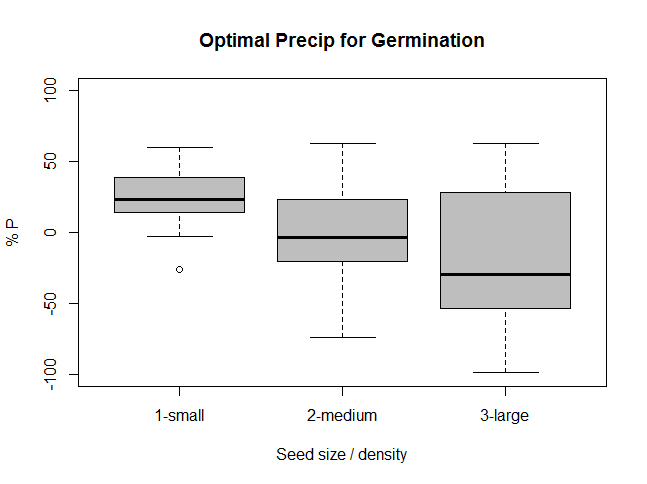 Optimal Precip for Germination
% P
100
50
0
-50
-100
1-small 2-medium 3-large
Seed size / density